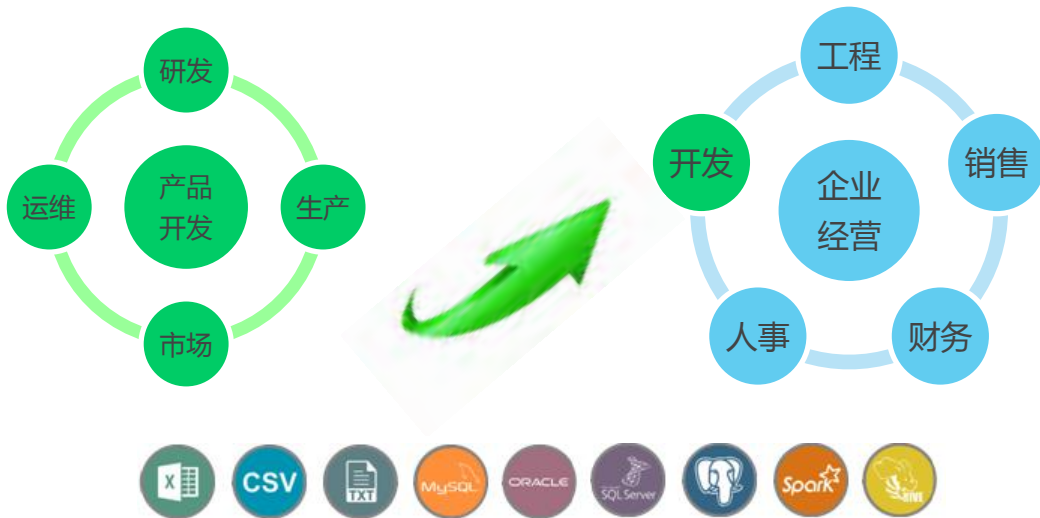 研发
运维
产品
开发
生产
市场
工程
开发
企业
经营
销售
人事
财务
X
CSV
TXT
MySQL
ORACLE
SQL Server
Spark
HIVE